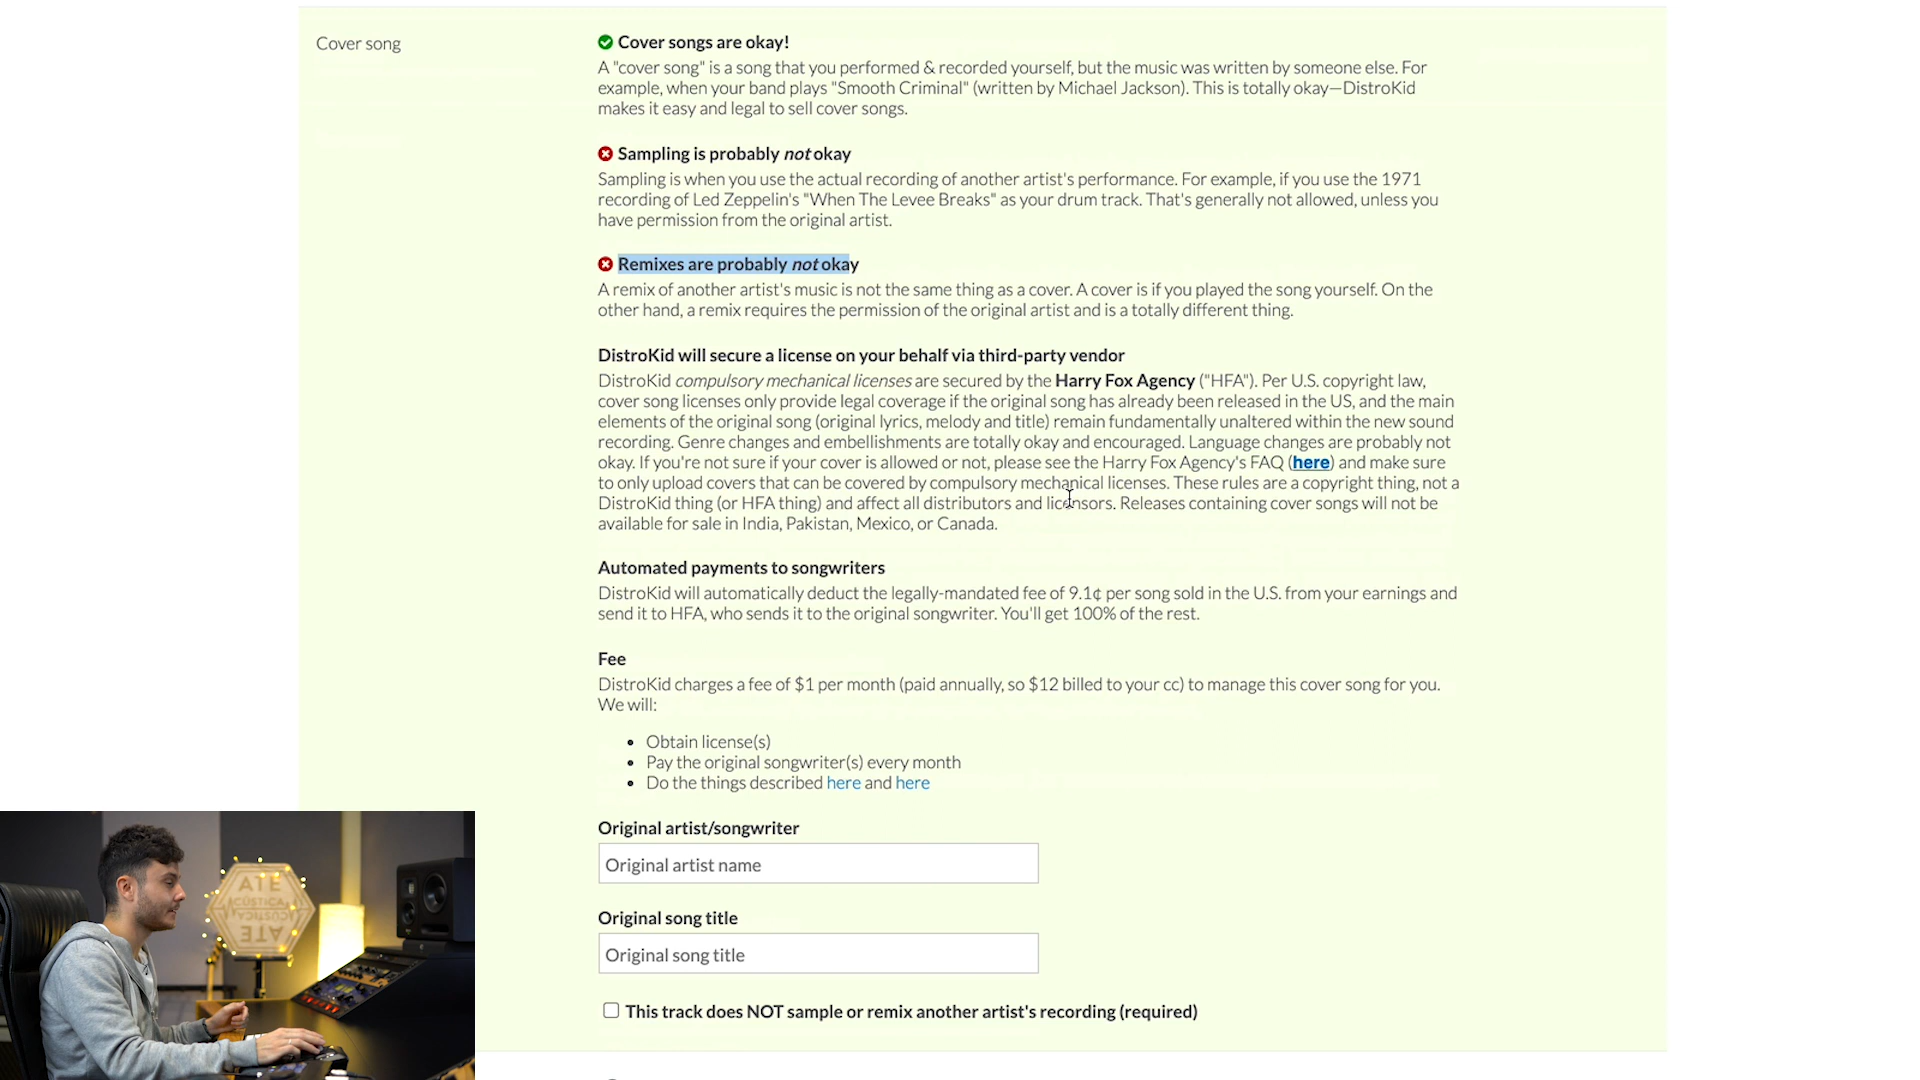 Cover song
Cover songs are okay!
A "cover song" is a song that you performed & recorded yourself, but the music was written by someone else. For
example, when your band plays "Smooth Criminal" (written by Michael Jackson). This is totally okay—DistroKid
makes it easy and legal to sell cover songs.
Sampling is probably not okay
Sampling is when you use the actual recording of another artist's performance. For example, if you use the 1971
recording of Led Zeppelin's "When The Levee Breaks" as your drum track. That's generally not allowed, unless you
have permission from the original artist.
Remixes are probably not okay
A remix of another artist's music is not the same thing as a cover. A cover is if you played the song yourself. On the
other hand, a remix requires the permission of the original artist and is a totally different thing.
DistroKid will secure a license on your behalf via third-party vendor
DistroKid compulsory mechanical licenses are secured by the Harry Fox Agency ("HFA"). Per U.S. copyright law,
cover song licenses only provide legal coverage if the original song has already been released in the US, and the main
elements of the original song (original lyrics, melody and title) remain fundamentally unaltered within the new sound
recording. Genre changes and embellishments are totally okay and encouraged. Language changes are probably not
okay. If you're not sure if your cover is allowed or not, please see the Harry Fox Agency's FAQ (here) and make sure
to only upload covers that can be covered by compulsory mechanical licenses. These rules are a copyright thing, not a
DistroKid thing (or HFA thing) and affect all distributors and licensors. Releases containing cover songs will not be
available for sale in India, Pakistan, Mexico, or Canada.
Automated payments to songwriters
DistroKid will automatically deduct the legally-mandated fee of 9.1¢ per song sold in the U.S. from your earnings and
send it to HFA, who sends it to the original songwriter. You'll get 100% of the rest.
Fee
DistroKid charges a fee of $1 per month (paid annually, so $12 billed to your cc) to manage this cover song for you.
We will:
• Obtain license(s)
• Pay the original songwriter(s) every month
• Do the things described here and here
Original artist/songwriter
Original artist name
Original song title
Original song title
This track does NOT sample or remix another artist's recording (required)
ATE
ACÚSTICA
ACÚSTICA
ATE